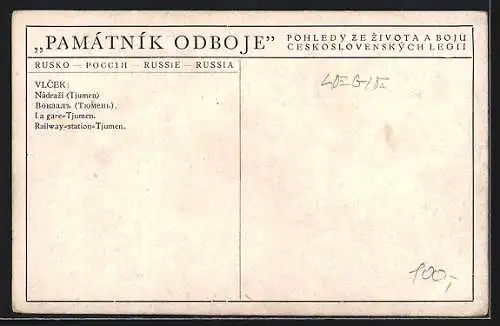 „PAMÁTNÍK ODBOJE”
POHLEDY ZE ŽIVOTA A BOJŮ
ČESKOSLOVENSKÝCH LEGIÍ
RUSKO — РОССІЯ — RUSSIE — RUSSIA
VLČEK:
Nádraží (Tjumen)
Вокзалъ (Тюмень).
La gare=Tjumen.
Railway=station=Tjumen.
100,-